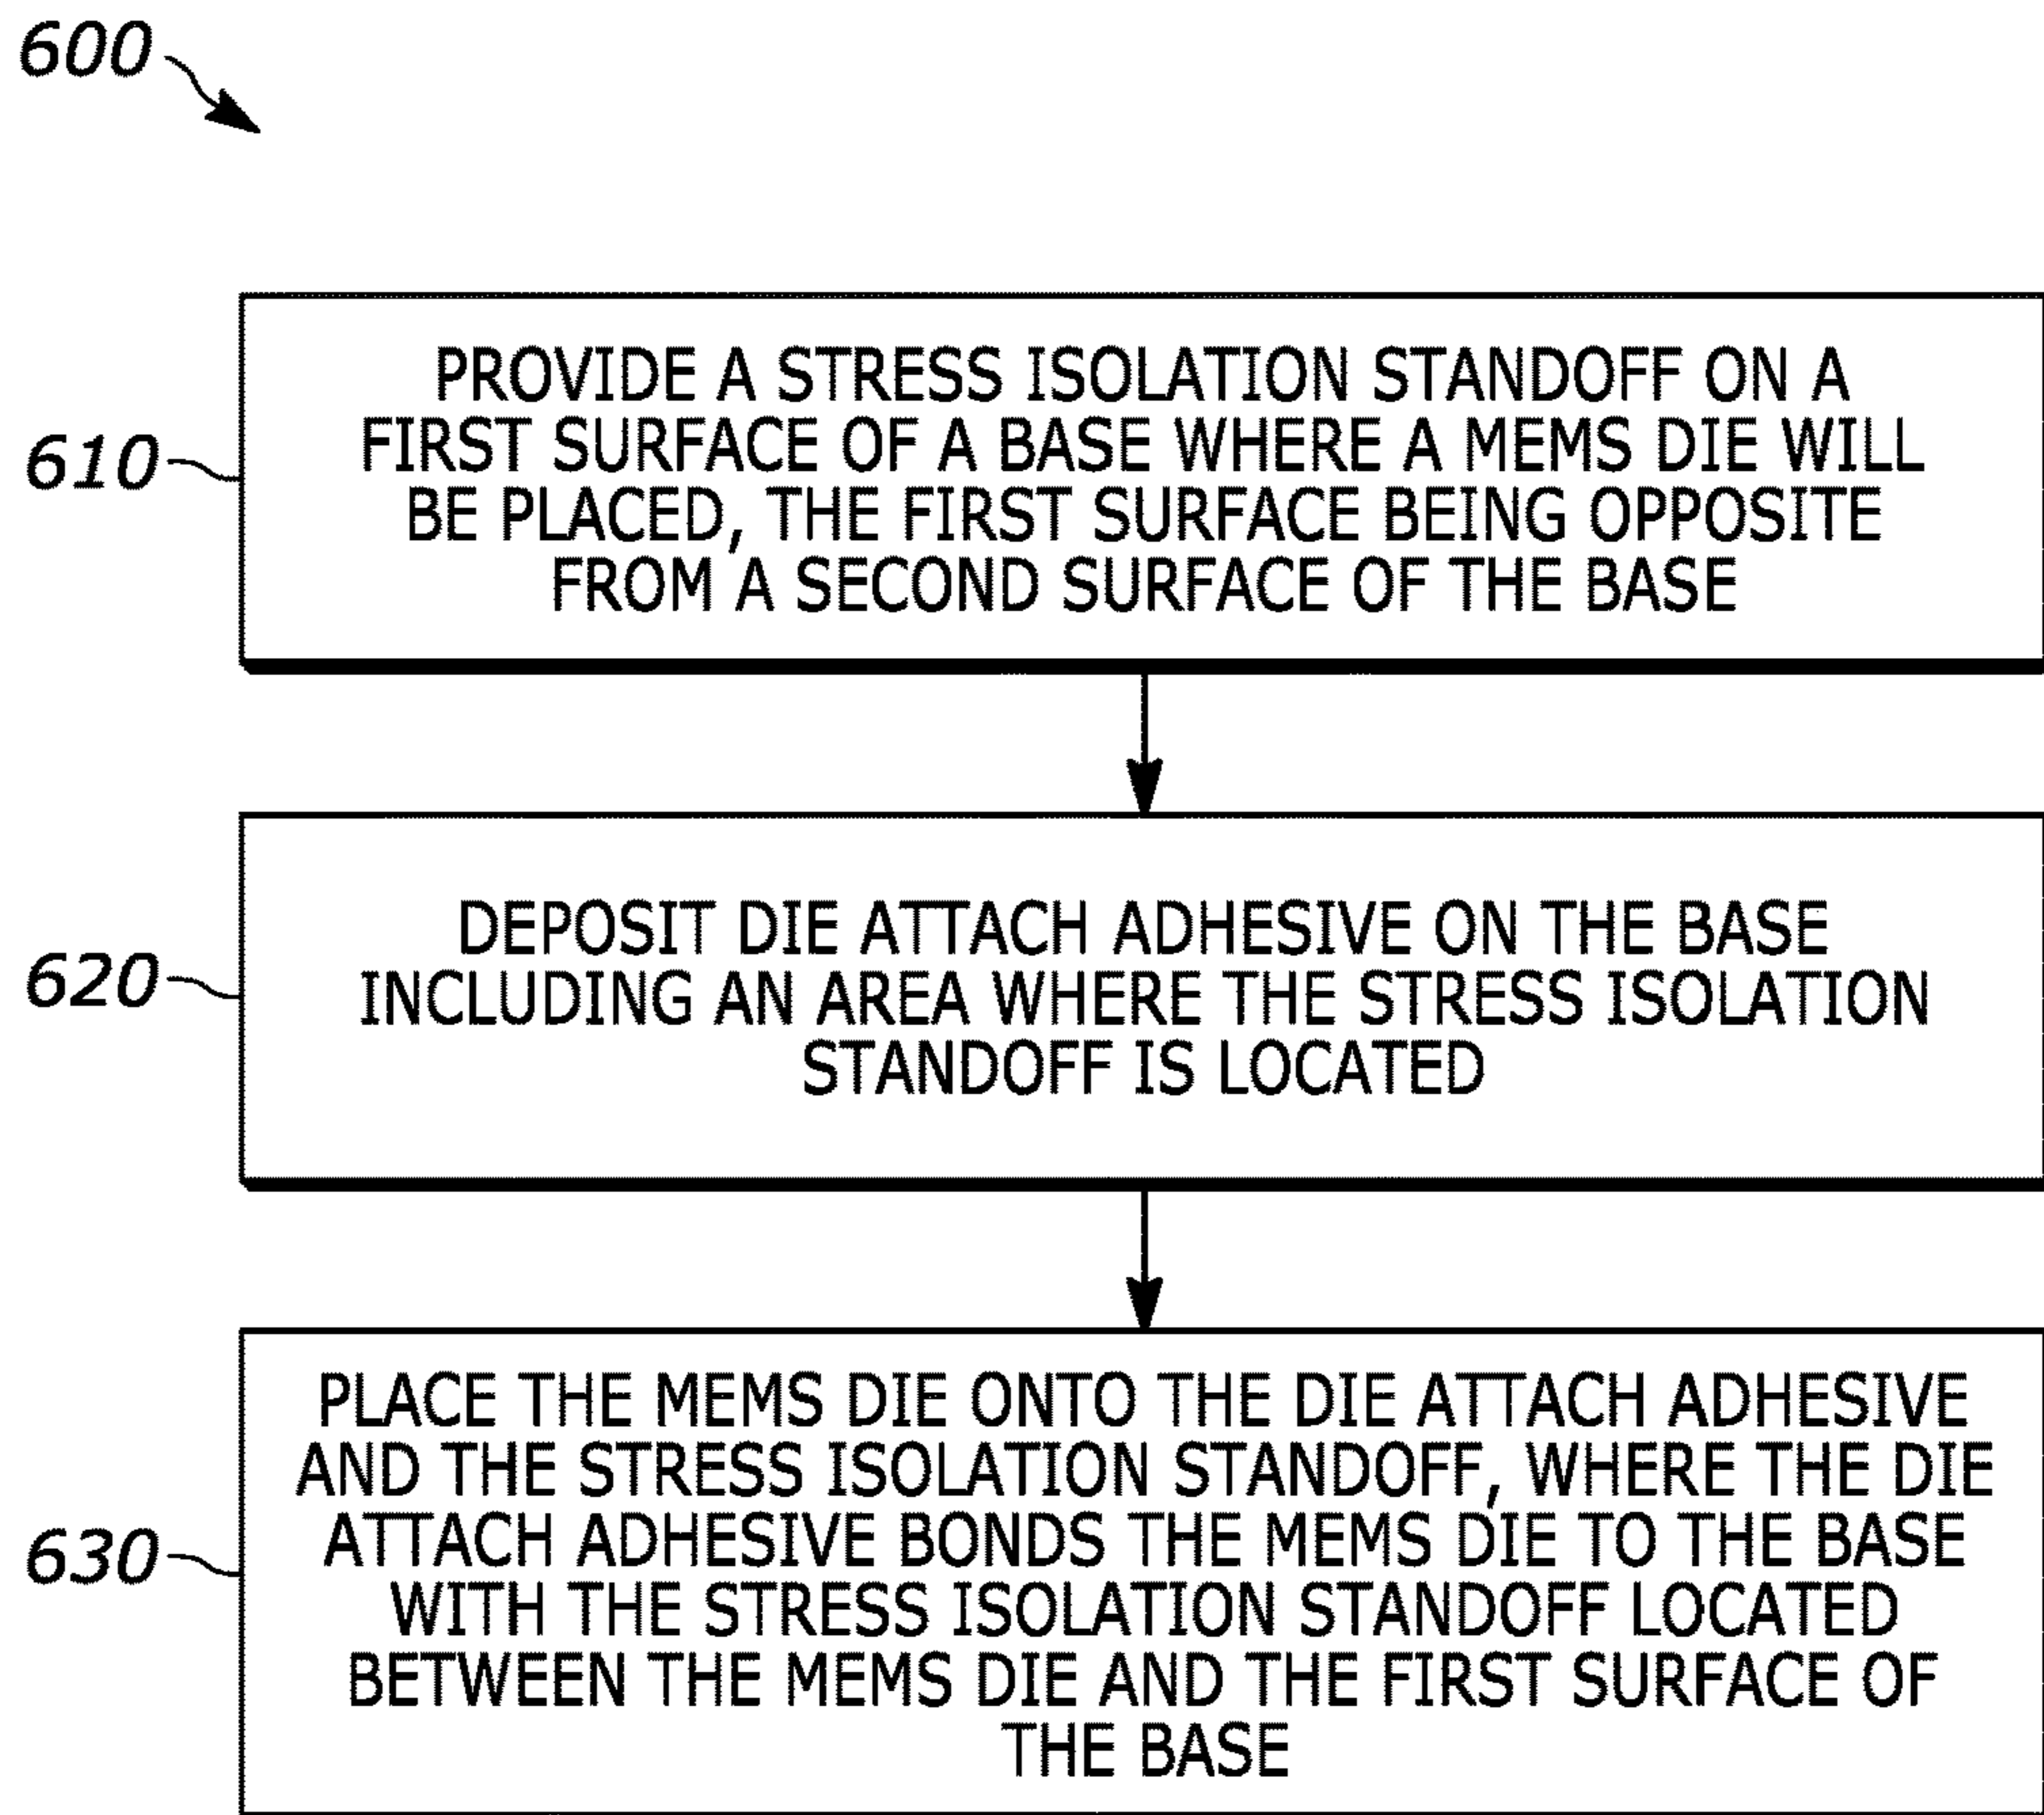 600
610
PROVIDE A STRESS ISOLATION STANDOFF ON A
FIRST SURFACE OF A BASE WHERE A MEMS DIE WILL
BE PLACED, THE FIRST SURFACE BEING OPPOSITE
FROM A SECOND SURFACE OF THE BASE
620
DEPOSIT DIE ATTACH ADHESIVE ON THE BASE
INCLUDING AN AREA WHERE THE STRESS ISOLATION
STANDOFF IS LOCATED
630
PLACE THE MEMS DIE ONTO THE DIE ATTACH ADHESIVE
AND THE STRESS ISOLATION STANDOFF, WHERE THE DIE
ATTACH ADHESIVE BONDS THE MEMS DIE TO THE BASE
WITH THE STRESS ISOLATION STANDOFF LOCATED
BETWEEN THE MEMS DIE AND THE FIRST SURFACE OF
THE BASE